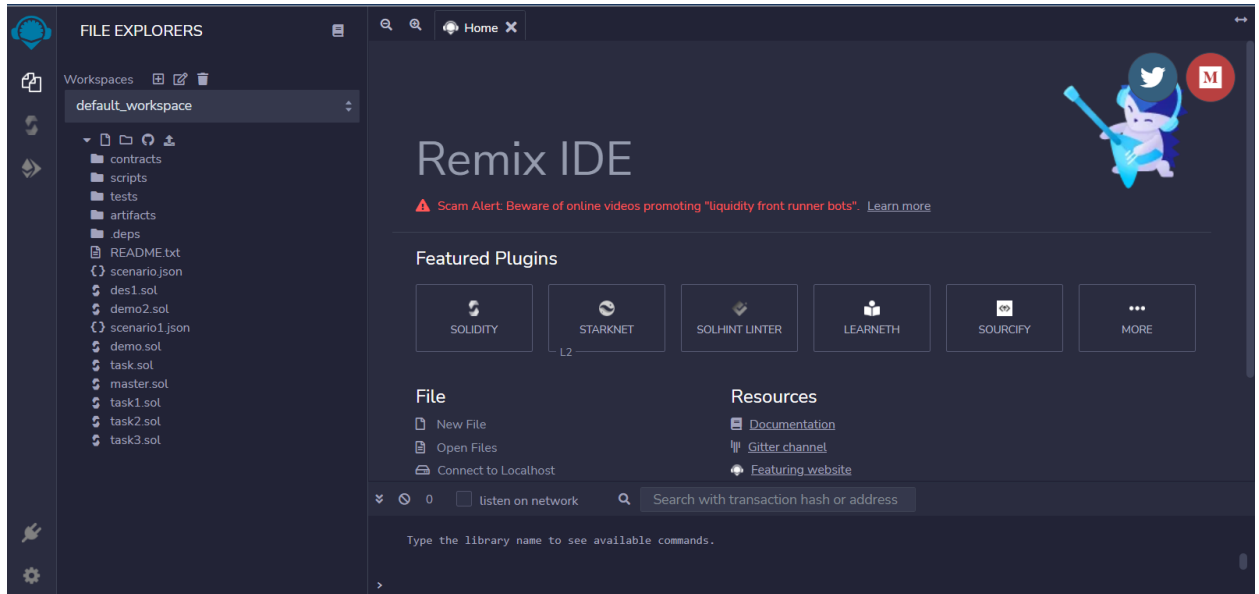 FILE EXPLORERS
Workspaces
default_workspace
contracts
scripts
tests
artifacts
.deps
README.txt
scenario.json
des1.sol
demo2.sol
scenario1.json
demo.sol
task.sol
master.sol
task1.sol
task2.sol
task3.sol
Home
M
Remix IDE
Scam Alert: Beware of online videos promoting "liquidity front runner bots". Learn more
Featured Plugins
SOLIDITY
STARKNET
L2
SOLHINT LINTER
LEARNETH
SOURCIFY
MORE
File
New File
Open Files
Connect to Localhost
Resources
Documentation
Gitter channel
Featuring website
0
listen on network
Search with transaction hash or address
Type the library name to see available commands.
>